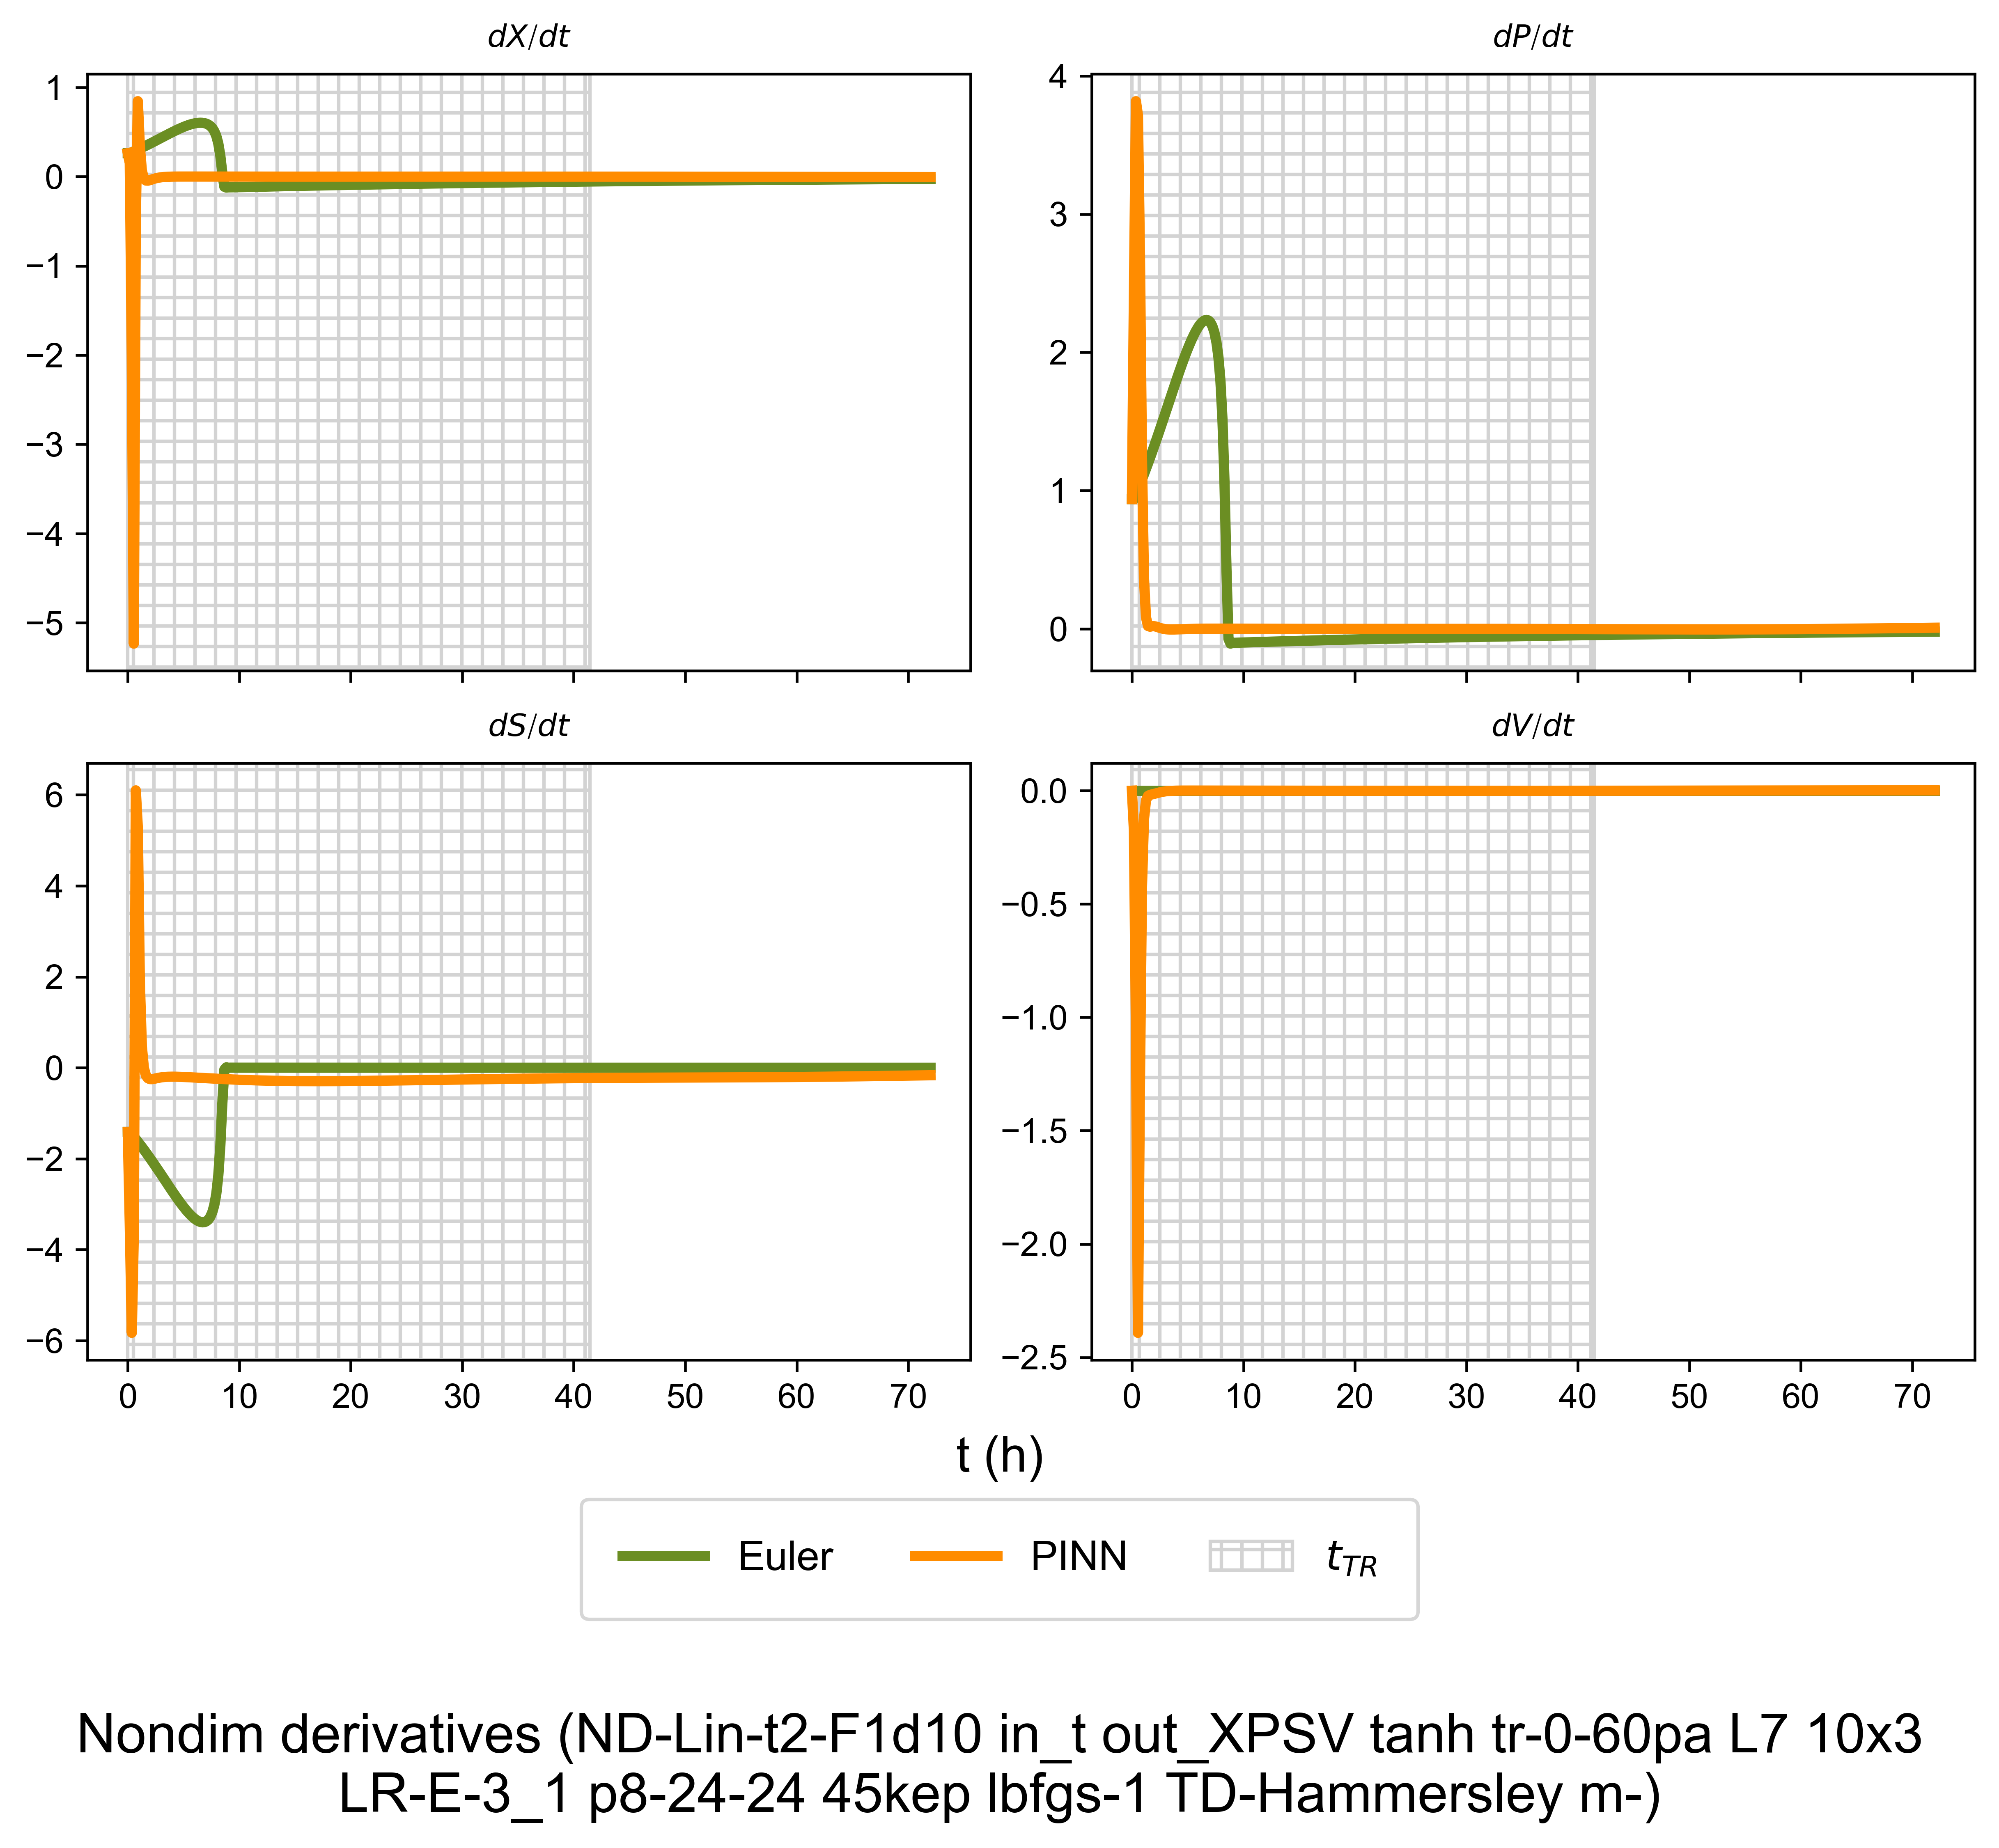 dX/dt
dP/dt
1
0
−1
−2
−3
−4
−5
4
3
2
1
0
dS/dt
dV/dt
6
4
2
0
−2
−4
−6
0 10 20 30 40 50 60 70
0.0
−0.5
−1.0
−1.5
−2.0
−2.5
0 10 20 30 40 50 60 70
t (h)
Euler PINN t_TR
Nondim derivatives (ND-Lin-t2-F1d10 in_t out_XPSV tanh tr-0-60pa L7 10x3
LR-E-3_1 p8-24-24 45kep lbfgs-1 TD-Hammersley m-)